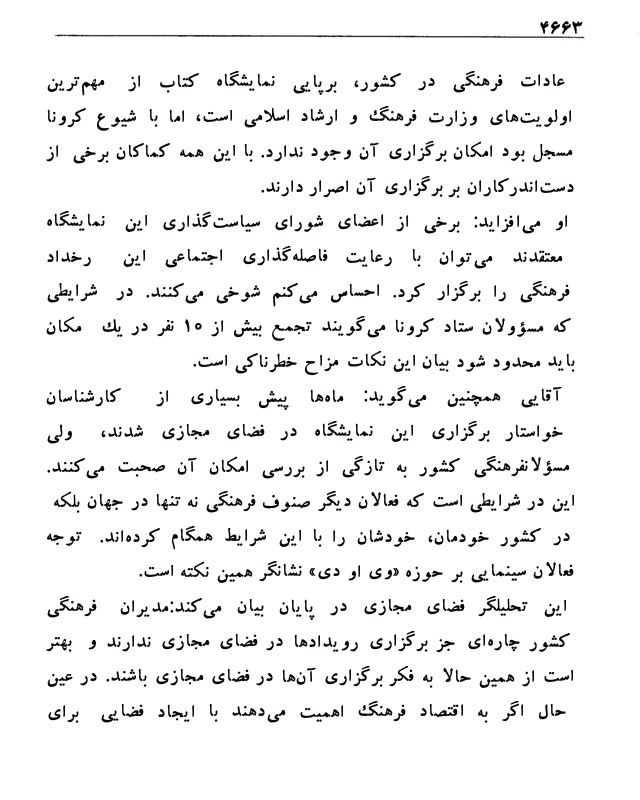 ۴۶۶۳
عادات فرهنگی در کشور، برپایی نمایشگاه کتاب از مهم‌ترین
اولویت‌های وزارت فرهنگ و ارشاد اسلامی است، اما با شیوع کرونا
مسجل بود امکان برگزاری آن وجود ندارد. با این همه کماکان برخی از
دست‌اندرکاران بر برگزاری آن اصرار دارند.
او می‌افزاید: برخی از اعضای شورای سیاست‌گذاری این نمایشگاه
معتقدند می‌توان با رعایت فاصله‌گذاری اجتماعی این رخداد
فرهنگی را برگزار کرد. احساس می‌کنم شوخی می‌کنند. در شرایطی
که مسؤولان ستاد کرونا می‌گویند تجمع بیش از ۱۵ نفر در یك مکان
باید محدود شود بیان این نکات مزاح خطرناکی است.
آقایی همچنین می‌گوید: ماه‌ها پیش بسیاری از کارشناسان
خواستار برگزاری این نمایشگاه در فضای مجازی شدند، ولی
مسؤلانفرهنگی کشور به تازگی از بررسی امکان آن صحبت می‌کنند.
این در شرایطی است که فعالان دیگر صنوف فرهنگی نه تنها در جهان بلکه
در کشور خودمان، خودشان را با این شرایط همگام کرده‌اند. توجه
فعالان سینمایی بر حوزه «وی او دی» نشانگر همین نکته است.
این تحلیلگر فضای مجازی در پایان بیان می‌کند:مدیران فرهنگی
کشور چاره‌ای جز برگزاری رویدادها در فضای مجازی ندارند و بهتر
است از همین حالا به فکر برگزاری آن‌ها در فضای مجازی باشند. در عین
حال اگر به اقتصاد فرهنگ اهمیت می‌دهند با ایجاد فضایی برای